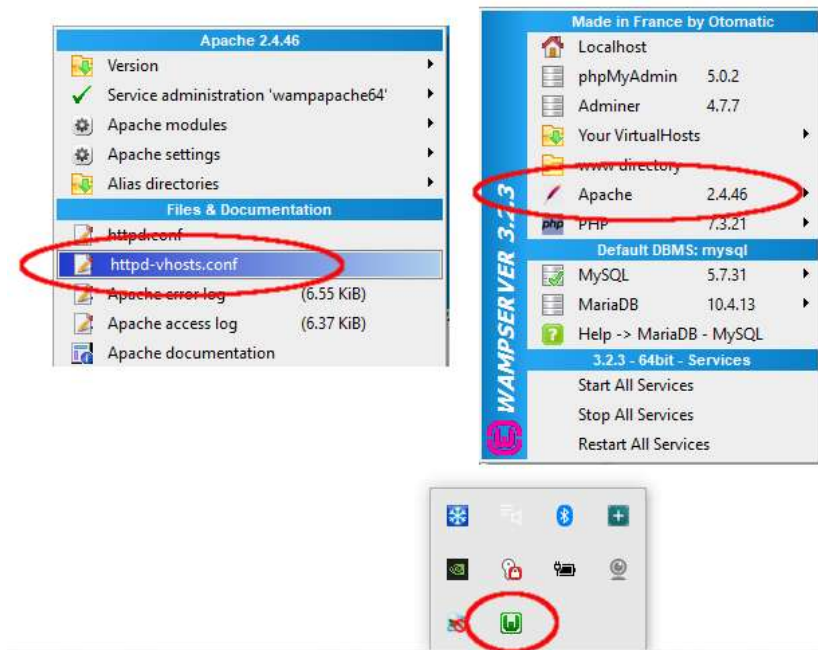 Apache 2.4.46
Version
Service administration 'wampapache64'
Apache modules
Apache settings
Alias directories
Files & Documentation
httpd.conf
httpd-vhosts.conf
Apache error log (6.55 KiB)
Apache access log (6.37 KiB)
Apache documentation
WAMPSERVER 3.2.3
Made in France by Otomatic
Localhost
phpMyAdmin 5.0.2
Adminer 4.7.7
Your VirtualHosts
www directory
Apache 2.4.46
php PHP 7.3.21
Default DBMS: mysql
MySQL 5.7.31
MariaDB 10.4.13
Help -> MariaDB - MySQL
3.2.3 - 64bit - Services
Start All Services
Stop All Services
Restart All Services